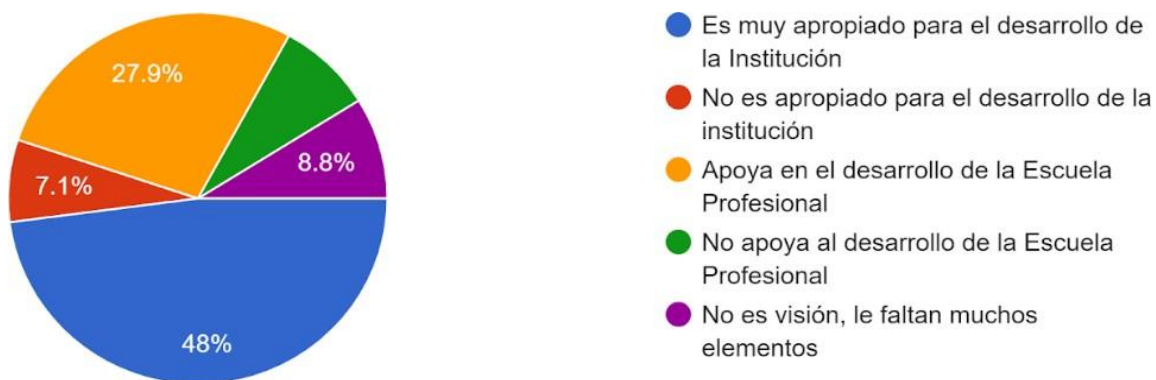 27.9%
7.1%
8.8%
48%
Es muy apropiado para el desarrollo de
la Institución
No es apropiado para el desarrollo de la
institución
Apoya en el desarrollo de la Escuela
Profesional
No apoya al desarrollo de la Escuela
Profesional
No es visión, le faltan muchos
elementos